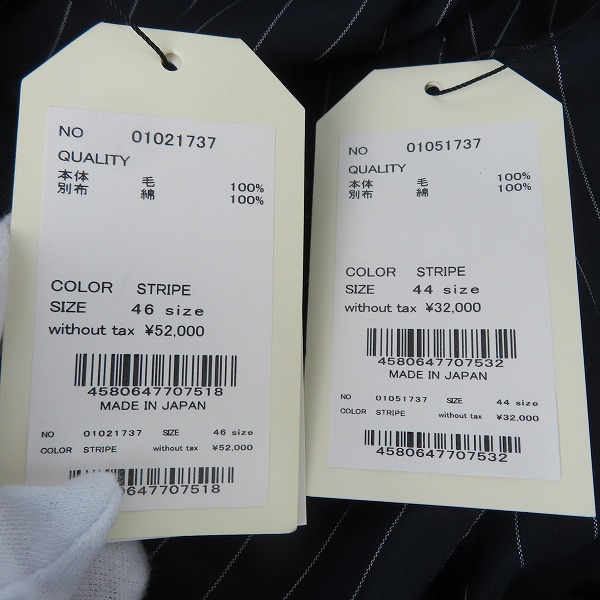 NO 01021737
QUALITY
本体 毛 100%
別布 綿 100%
COLOR STRIPE
SIZE 46 size
without tax ¥52,000
4580647707518
MADE IN JAPAN
NO 01021737 SIZE 46 size
COLOR STRIPE without tax ¥52,000
4580647707518
NO 01051737
QUALITY
本体 毛 100%
別布 綿 100%
COLOR STRIPE
SIZE 44 size
without tax ¥32,000
4580647707532
MADE IN JAPAN
NO 01051737 SIZE 44 size
COLOR STRIPE without tax ¥32,000
4580647707532